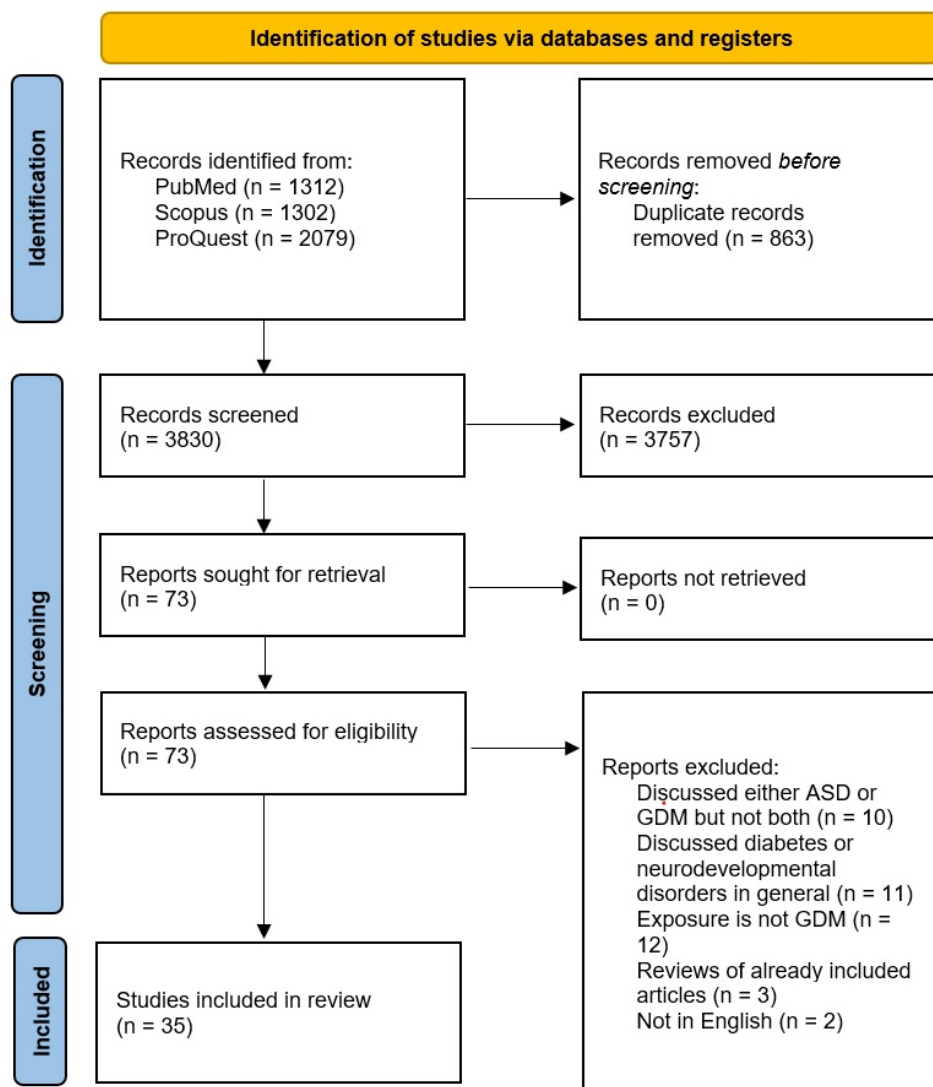 Identification of studies via databases and registers
Identification
Records identified from:
PubMed (n = 1312)
Scopus (n = 1302)
ProQuest (n = 2079)
Records removed before
screening:
Duplicate records
removed (n = 863)
Screening
Records screened
(n = 3830)
Records excluded
(n = 3757)
Reports sought for retrieval
(n = 73)
Reports not retrieved
(n = 0)
Reports assessed for eligibility
(n = 73)
Reports excluded:
Discussed either ASD or
GDM but not both (n = 10)
Discussed diabetes or
neurodevelopmental
disorders in general (n = 11)
Exposure is not GDM (n =
12)
Reviews of already included
articles (n = 3)
Not in English (n = 2)
Included
Studies included in review
(n = 35)